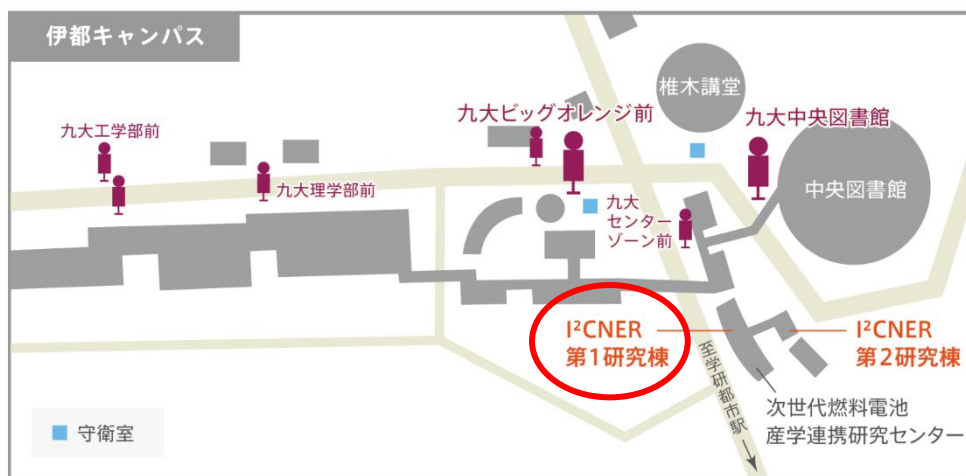 伊都キャンパス
椎木講堂
九大ビッグオレンジ前
九大中央図書館
九大工学部前
九大理学部前
中央図書館
九大
センター
ゾーン前
I²CNER
第1研究棟
I²CNER
第2研究棟
至学研都市駅
次世代燃料電池
産学連携研究センター
守衛室